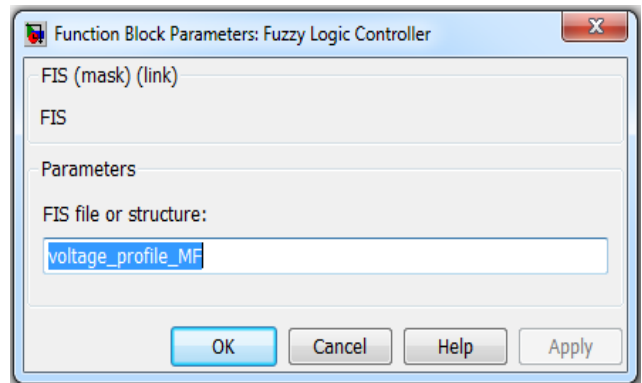 Function Block Parameters: Fuzzy Logic Controller
FIS (mask) (link)
FIS
Parameters
FIS file or structure:
voltage_profile_MF
OK Cancel Help Apply